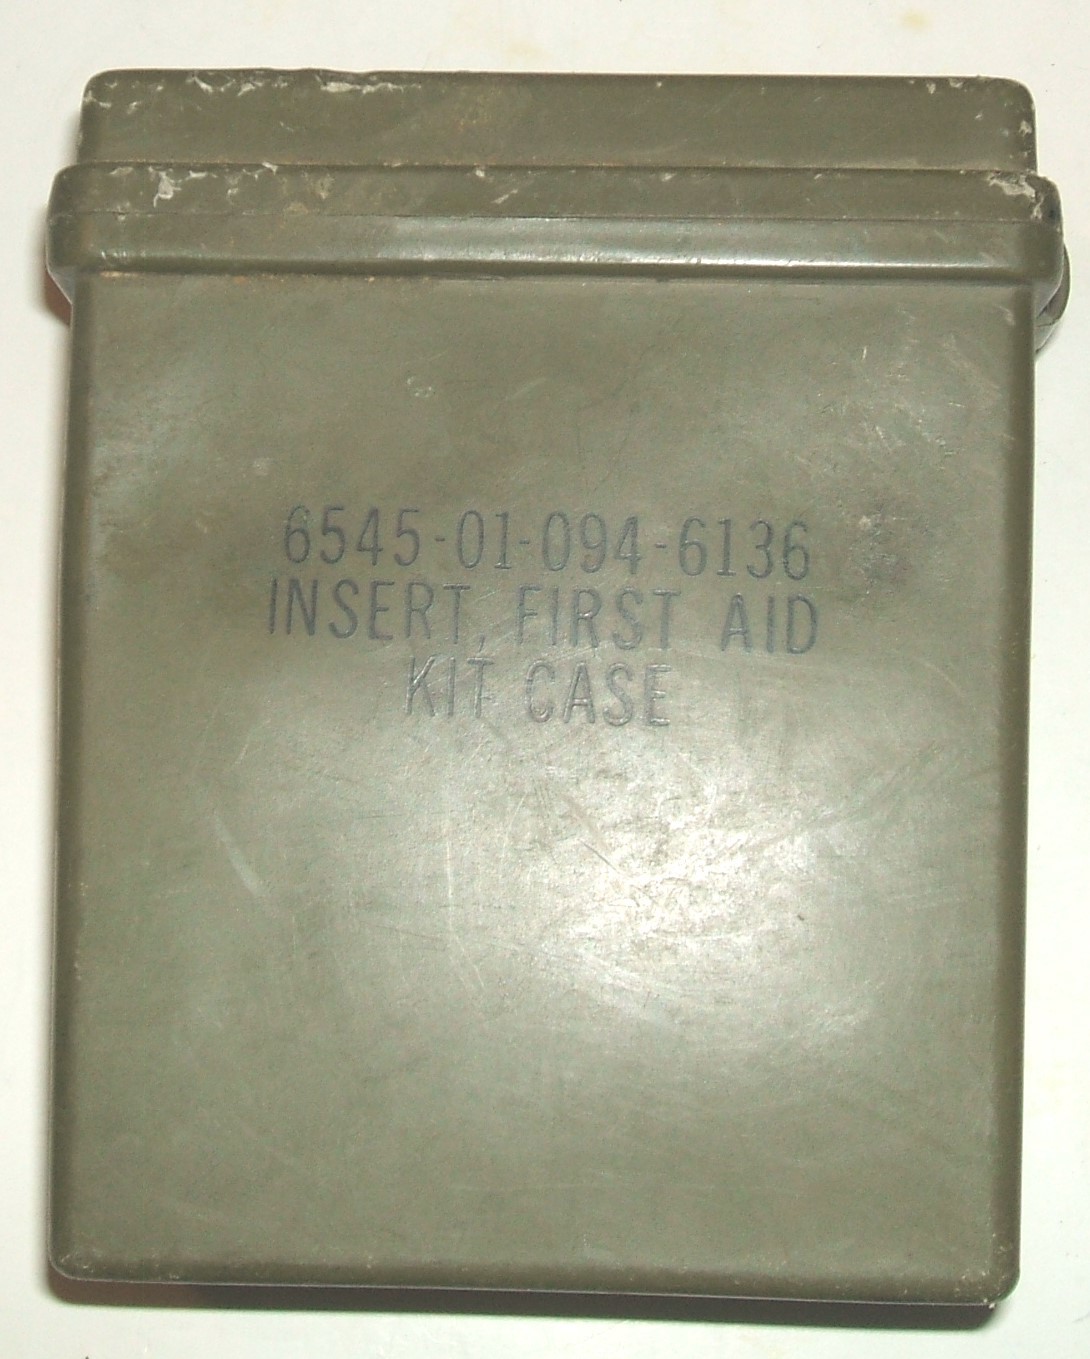 6545-01-094-6136
INSERT, FIRST AID
KIT CASE